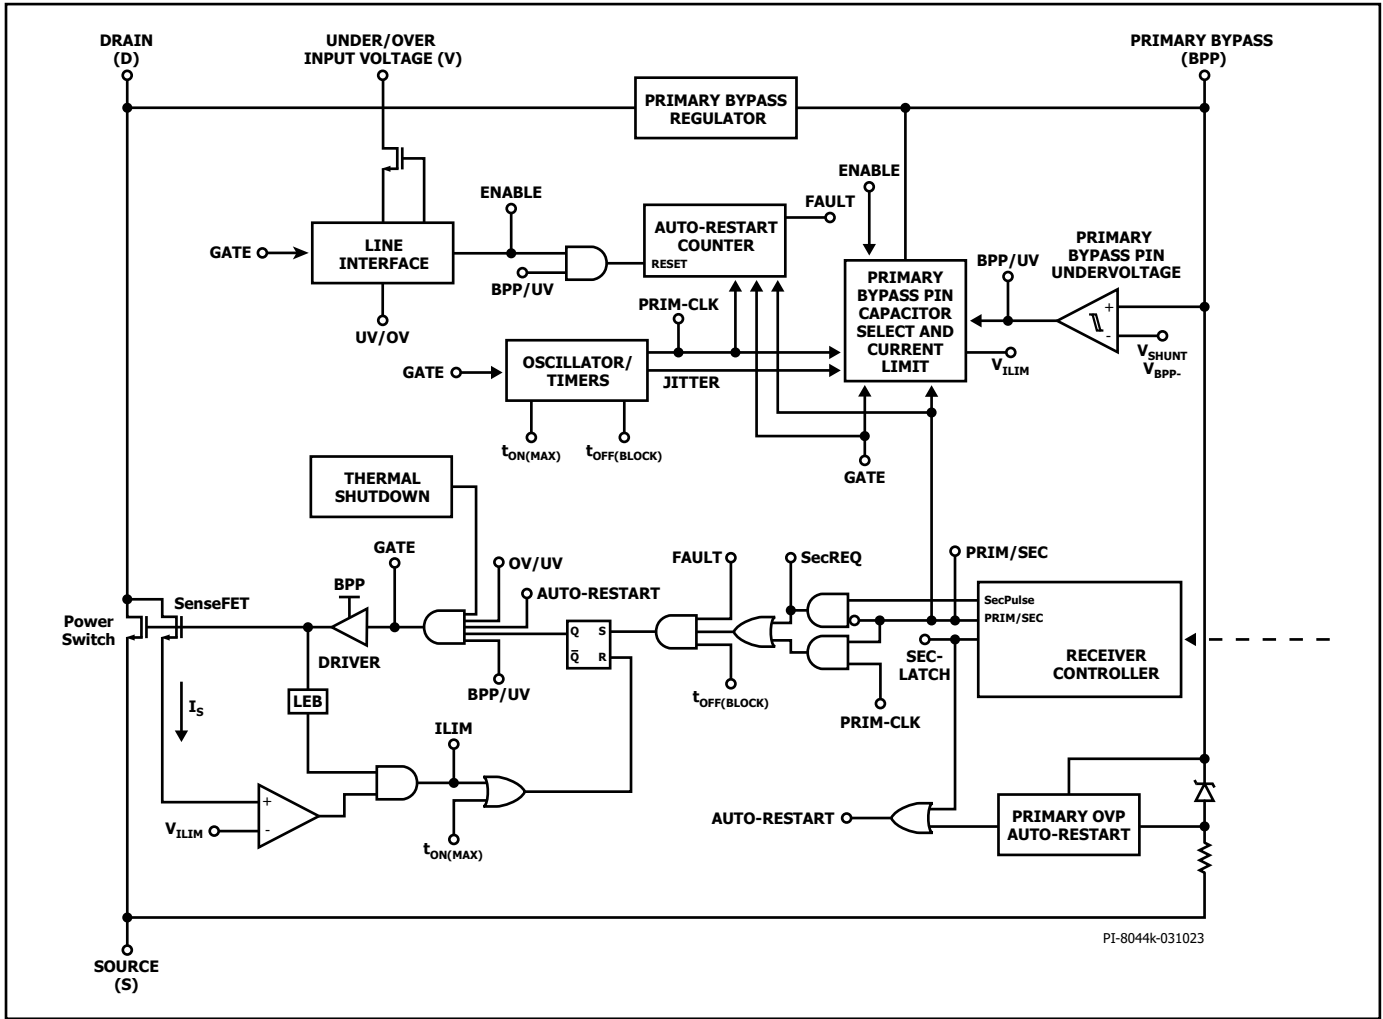 DRAIN
(D)
UNDER/OVER
INPUT VOLTAGE (V)
PRIMARY BYPASS
(BPP)
PRIMARY BYPASS
REGULATOR
ENABLE
ENABLE
FAULT
AUTO-RESTART
COUNTER
RESET
GATE
LINE
INTERFACE
BPP/UV
UV/OV
PRIM-CLK
PRIMARY
BYPASS PIN
CAPACITOR
SELECT AND
CURRENT
LIMIT
BPP/UV
PRIMARY
BYPASS PIN
UNDERVOLTAGE
+
-
VSHUNT
VBPP-
VILIM
GATE
OSCILLATOR/
TIMERS
JITTER
tON(MAX)
tOFF(BLOCK)
GATE
THERMAL
SHUTDOWN
GATE
OV/UV
AUTO-RESTART
FAULT
SecREQ
PRIM/SEC
BPP
SenseFET
Power
Switch
DRIVER
BPP/UV
Q
S
Q̅
R
tOFF(BLOCK)
SecPulse
PRIM/SEC
SEC-
LATCH
RECEIVER
CONTROLLER
PRIM-CLK
LEB
IS
ILIM
+
-
VILIM
tON(MAX)
AUTO-RESTART
PRIMARY OVP
AUTO-RESTART
PI-8044k-031023
SOURCE
(S)